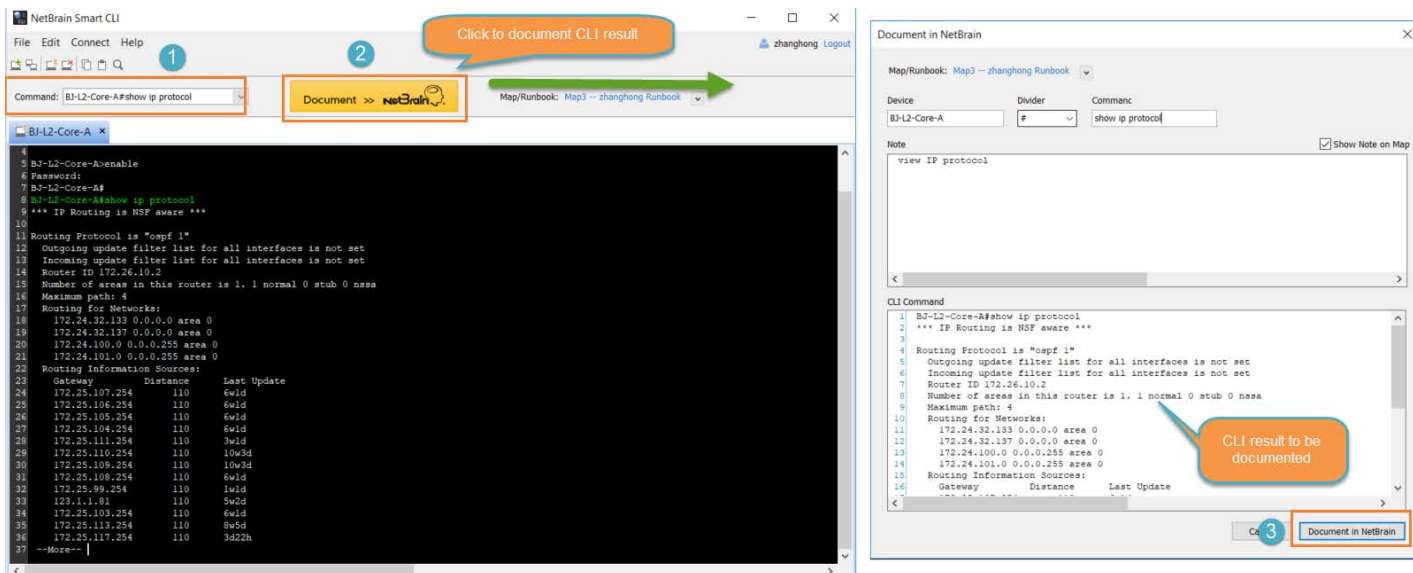 NetBrain Smart CLI
File Edit Connect Help
zhanghong Logout
1
2
Click to document CLI result
Command: BJ-L2-Core-A#show ip protocol
Document >> NetBrain
Map/Runbook: Map3 -- zhanghong Runbook
BJ-L2-Core-A ×
4
5 BJ-L2-Core-A>enable
6 Password:
7 BJ-L2-Core-A#
8 BJ-L2-Core-A#show ip protocol
9 *** IP Routing is NSF aware ***
10
11 Routing Protocol is "ospf 1"
12 Outgoing update filter list for all interfaces is not set
13 Incoming update filter list for all interfaces is not set
14 Router ID 172.26.10.2
15 Number of areas in this router is 1. 1 normal 0 stub 0 nssa
16 Maximum path: 4
17 Routing for Networks:
18 172.24.32.133 0.0.0.0 area 0
19 172.24.32.137 0.0.0.0 area 0
20 172.24.100.0 0.0.0.255 area 0
21 172.24.101.0 0.0.0.255 area 0
22 Routing Information Sources:
23 Gateway Distance Last Update
24 172.25.107.254 110 6w1d
25 172.25.106.254 110 6w1d
26 172.25.105.254 110 6w1d
27 172.25.104.254 110 6w1d
28 172.25.111.254 110 3w1d
29 172.25.110.254 110 10w3d
30 172.25.109.254 110 10w3d
31 172.25.108.254 110 6w1d
32 172.25.99.254 110 1w1d
33 123.1.1.81 110 5w2d
34 172.25.103.254 110 6w1d
35 172.25.113.254 110 8w5d
36 172.25.117.254 110 3d22h
37 --More--
Document in NetBrain
Map/Runbook: Map3 -- zhanghong Runbook
Device Divider Commanc
BJ-L2-Core-A # show ip protocol
Note Show Note on Map
view IP protocol
CLI Command
1 BJ-L2-Core-A#show ip protocol
2 *** IP Routing is NSF aware ***
3
4 Routing Protocol is "ospf 1"
5 Outgoing update filter list for all interfaces is not set
6 Incoming update filter list for all interfaces is not set
7 Router ID 172.26.10.2
8 Number of areas in this router is 1. 1 normal 0 stub 0 nssa
9 Maximum path: 4
10 Routing for Networks:
11 172.24.32.133 0.0.0.0 area 0
12 172.24.32.137 0.0.0.0 area 0
13 172.24.100.0 0.0.0.255 area 0
14 172.24.101.0 0.0.0.255 area 0
15 Routing Information Sources:
16 Gateway Distance Last Update
CLI result to be
documented
Ca
3
Document in NetBrain